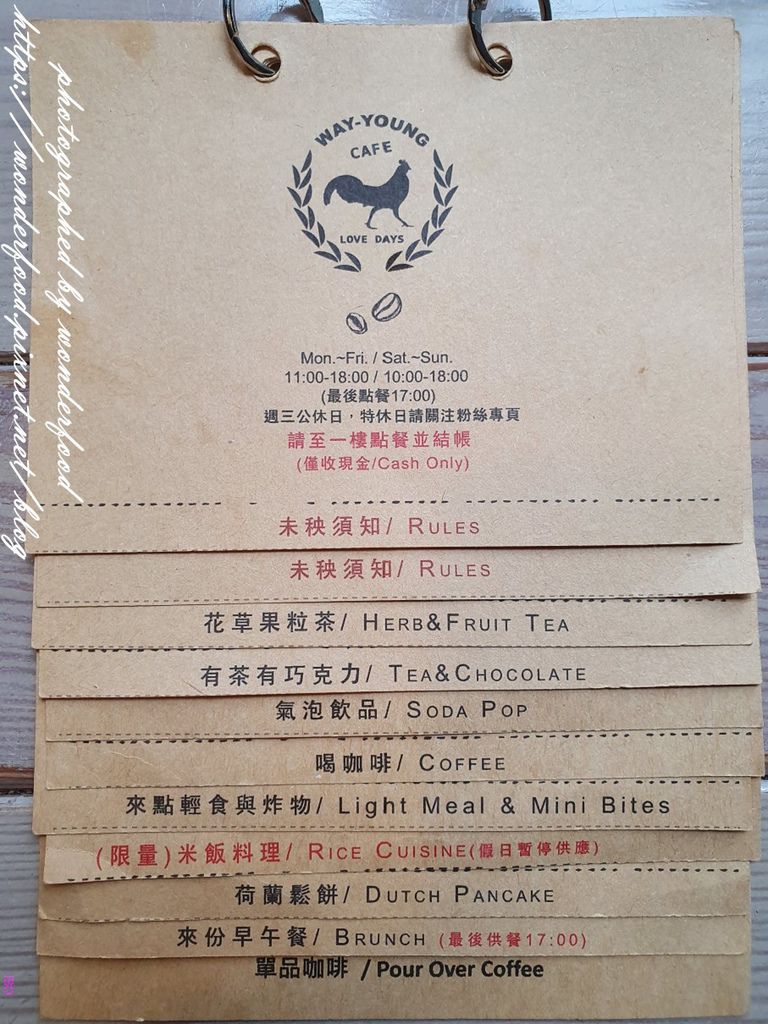 WAY-YOUNG
CAFE
LOVE DAYS
Mon.~Fri. / Sat.~Sun.
11:00-18:00 / 10:00-18:00
(最後點餐17:00)
週三公休日，特休日請關注粉絲專頁
請至一樓點餐並結帳
(僅收現金/Cash Only)
未秧須知/ RULES
未秧須知/ RULES
花草果粒茶/ HERB&FRUIT TEA
有茶有巧克力/ TEA&CHOCOLATE
氣泡飲品/ SODA POP
喝咖啡/ COFFEE
來點輕食與炸物/ Light Meal & Mini Bites
(限量)米飯料理/ RICE CUISINE(假日暫停供應)
荷蘭鬆餅/ DUTCH PANCAKE
來份早午餐/ BRUNCH (最後供餐17:00)
單品咖啡 / Pour Over Coffee
photographed by wonderfood
https://wonderfood.pixnet.net/blog